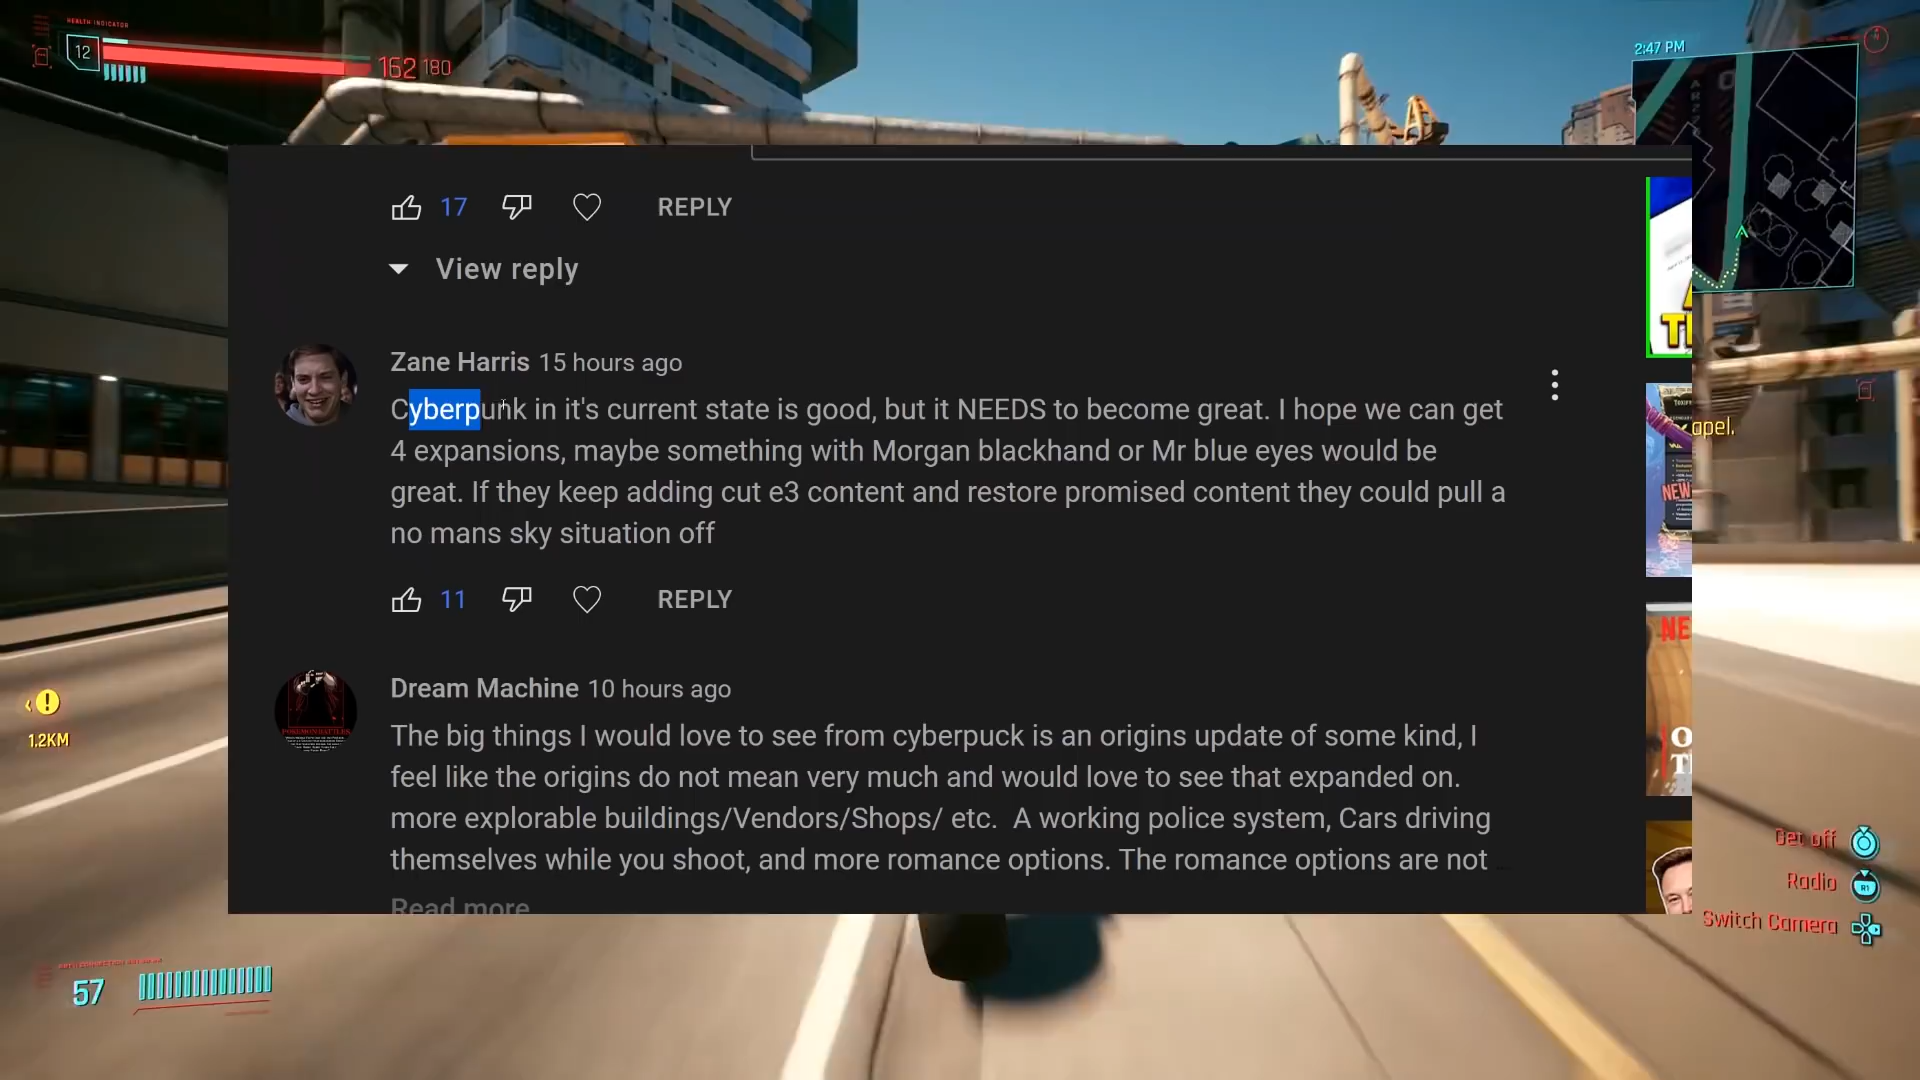 HEALTH INDICATOR
12
162 180
2:47 PM
17 REPLY
View reply
Zane Harris 15 hours ago
Cyberpunk in it's current state is good, but it NEEDS to become great. I hope we can get
4 expansions, maybe something with Morgan blackhand or Mr blue eyes would be
great. If they keep adding cut e3 content and restore promised content they could pull a
no mans sky situation off
11 REPLY
Dream Machine 10 hours ago
The big things I would love to see from cyberpuck is an origins update of some kind, I
feel like the origins do not mean very much and would love to see that expanded on.
more explorable buildings/Vendors/Shops/ etc. A working police system, Cars driving
themselves while you shoot, and more romance options. The romance options are not
Read more
apel.
NEW
NE
1.2KM
Get off
Radio
R1
Switch Camera
57